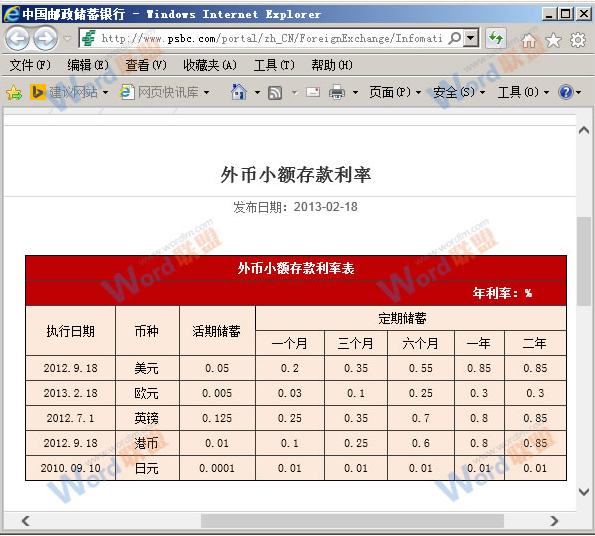 中国邮政储蓄银行 - Windows Internet Explorer
http://www.psbc.com/portal/zh_CN/ForeignExchange/Infomati
文件(F) 编辑(E) 查看(V) 收藏夹(A) 工具(T) 帮助(H)
建议网站 网页快讯库 页面(P) 安全(S) 工具(O)
外币小额存款利率
发布日期：2013-02-18
外币小额存款利率表
年利率：%
执行日期 币种 活期储蓄 定期储蓄
一个月 三个月 六个月 一年 二年
2012.9.18 美元 0.05 0.2 0.35 0.55 0.85 0.85
2013.2.18 欧元 0.005 0.03 0.1 0.25 0.3 0.3
2012.7.1 英镑 0.125 0.25 0.35 0.7 0.8 0.85
2012.9.18 港币 0.01 0.1 0.25 0.6 0.8 0.85
2010.09.10 日元 0.0001 0.01 0.01 0.01 0.01 0.01
Word联盟
www.wordlm.com